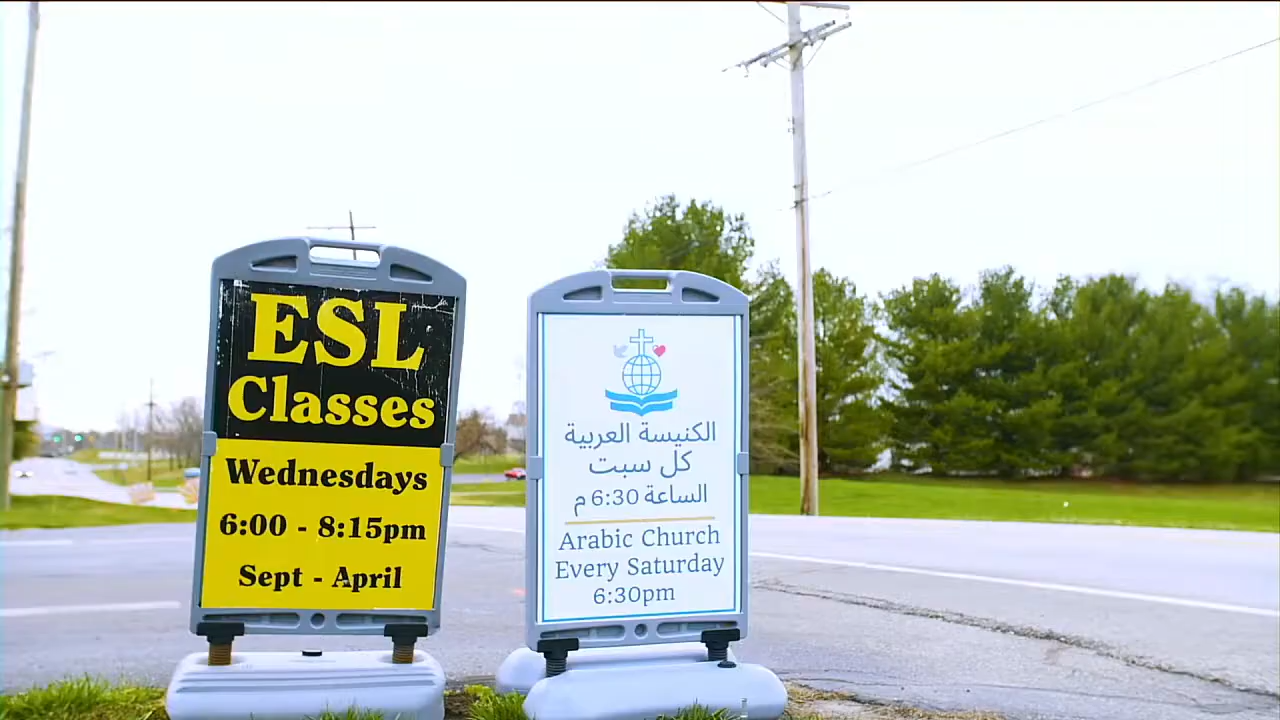 ESL
Classes
Wednesdays
6:00 - 8:15pm
Sept - April
الكنيسة العربية
كل سبت
الساعة 6:30 م
Arabic Church
Every Saturday
6:30pm